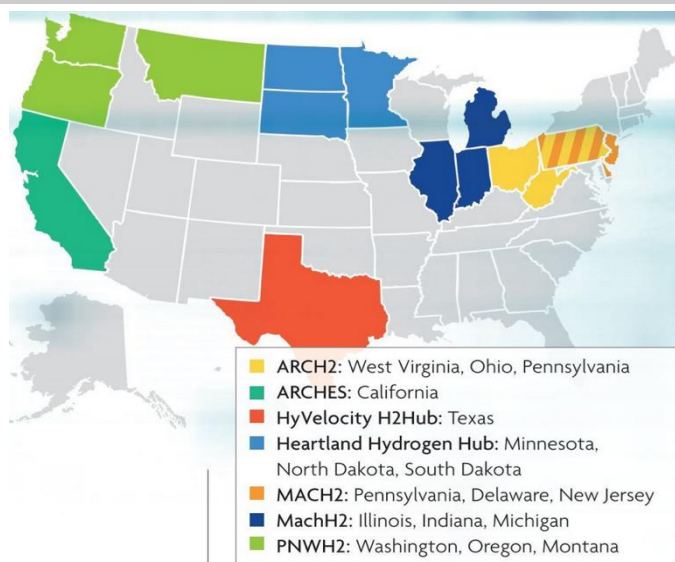 ARCH2: West Virginia, Ohio, Pennsylvania
ARCHES: California
HyVelocity H2Hub: Texas
Heartland Hydrogen Hub: Minnesota,
North Dakota, South Dakota
MACH2: Pennsylvania, Delaware, New Jersey
MachH2: Illinois, Indiana, Michigan
PNWH2: Washington, Oregon, Montana